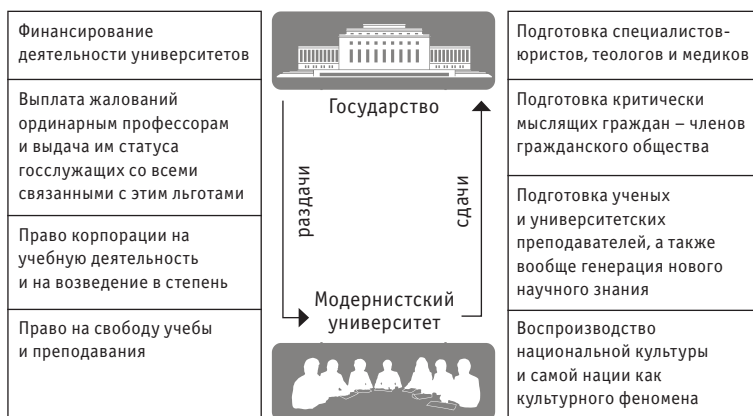 Финансирование
деятельности университетов
Выплата жалований
ординарным профессорам
и выдача им статуса
госслужащих со всеми
связанными с этим льготами
Право корпорации на
учебную деятельность
и на возведение в степень
Право на свободу учебы
и преподавания
Государство
раздачи
сдачи
Модернистский
университет
Подготовка специалистов-
юристов, теологов и медиков
Подготовка критически
мыслящих граждан – членов
гражданского общества
Подготовка ученых
и университетских
преподавателей, а также
вообще генерация нового
научного знания
Воспроизводство
национальной культуры
и самой нации как
культурного феномена